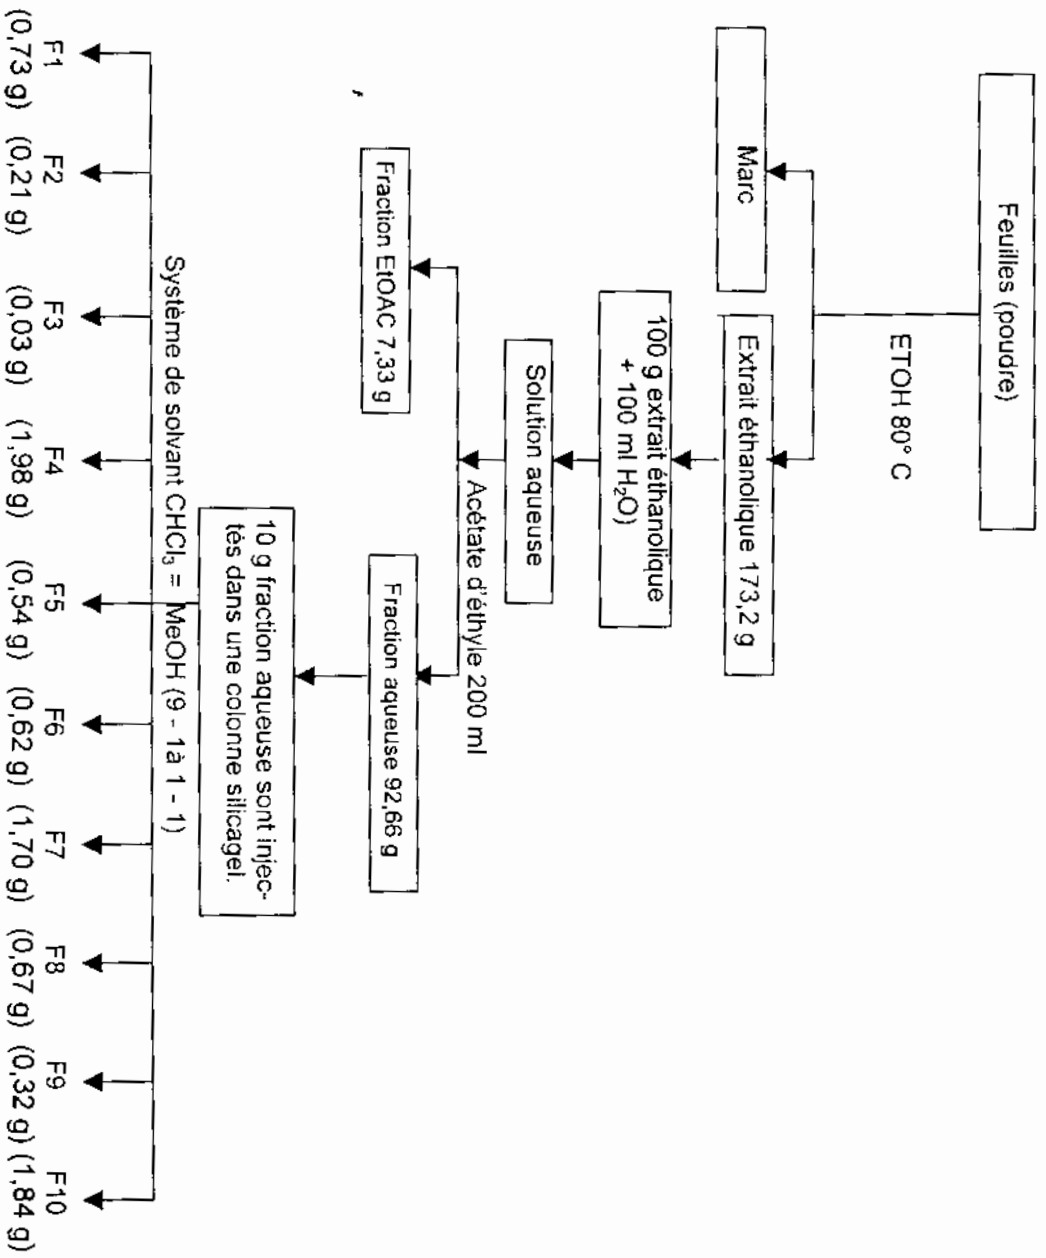 Feuilles (poudre)
ETOH 80° C
Marc
Extrait éthanolique 173,2 g
100 g extrait éthanolique
+ 100 ml H₂O)
Solution aqueuse
Acétate d'éthyle 200 ml
Fraction EtOAC 7,33 g
Fraction aqueuse 92,66 g
10 g fraction aqueuse sont injec-
tés dans une colonne silicagel.
Système de solvant CHCl₃ = MeOH (9 - 1à 1 - 1)
F1 F2 F3 F4 F5 F6 F7 F8 F9 F10
(0,73 g) (0,21 g) (0,03 g) (1,98 g) (0,54 g) (0,62 g) (1,70 g) (0,67 g) (0,32 g) (1,84 g)